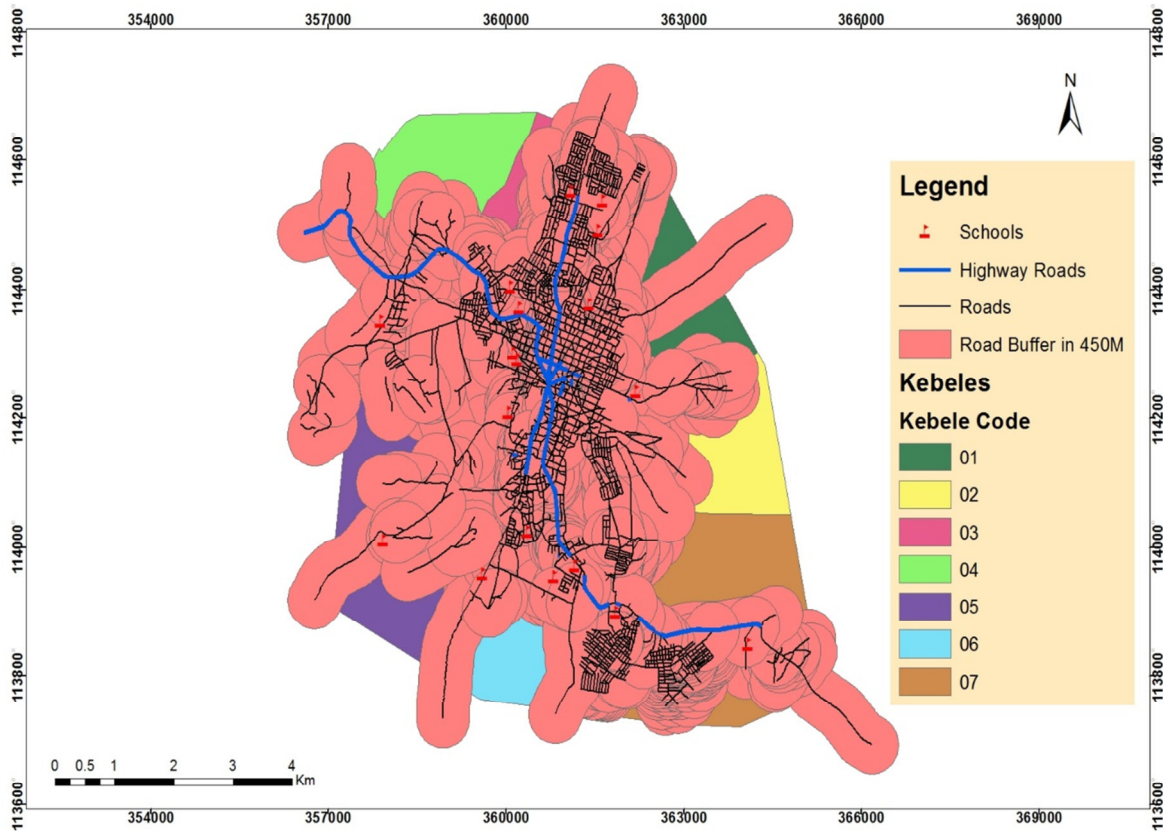 354000 357000 360000 363000 366000 369000
114800 114800
114600 114600
114400 114400
114200 114200
114000 114000
113800 113800
113600 113600
N
Legend
Schools
Highway Roads
Roads
Road Buffer in 450M
Kebeles
Kebele Code
01
02
03
04
05
06
07
0 0.5 1 2 3 4
Km
354000 357000 360000 363000 366000 369000